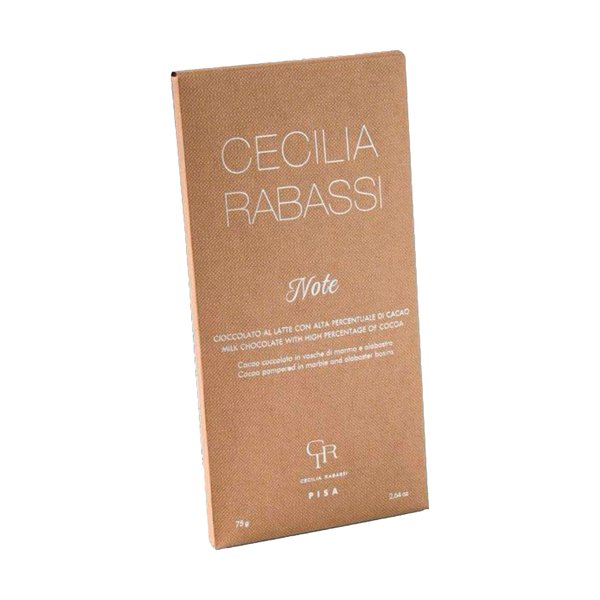 CECILIA
RABASSI
Note
CIOCCOLATO AL LATTE CON ALTA PERCENTUALE DI CACAO
MILK CHOCOLATE WITH HIGH PERCENTAGE OF COCOA
Cacao coccolato in vasche di marmo e alabastro
Cacao pampered in marble and alabaster basins
CR
CECILIA RABASSI
PISA
75 g
2.64 oz